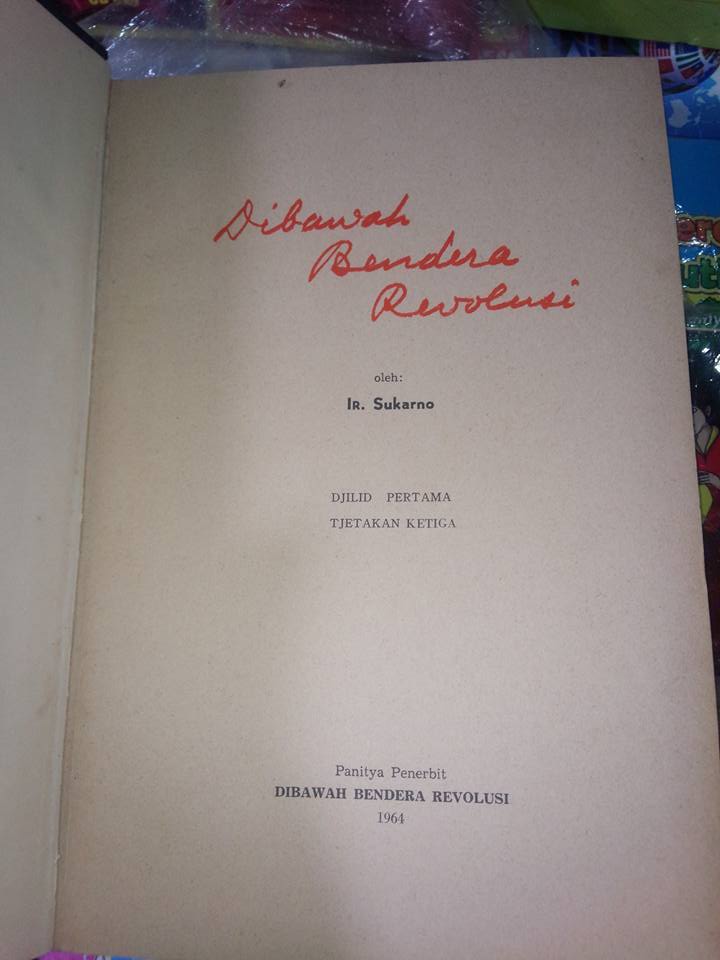 Dibawah
Bendera
Revolusi
oleh:
IR. Sukarno
DJILID PERTAMA
TJETAKAN KETIGA
Panitya Penerbit
DIBAWAH BENDERA REVOLUSI
1964